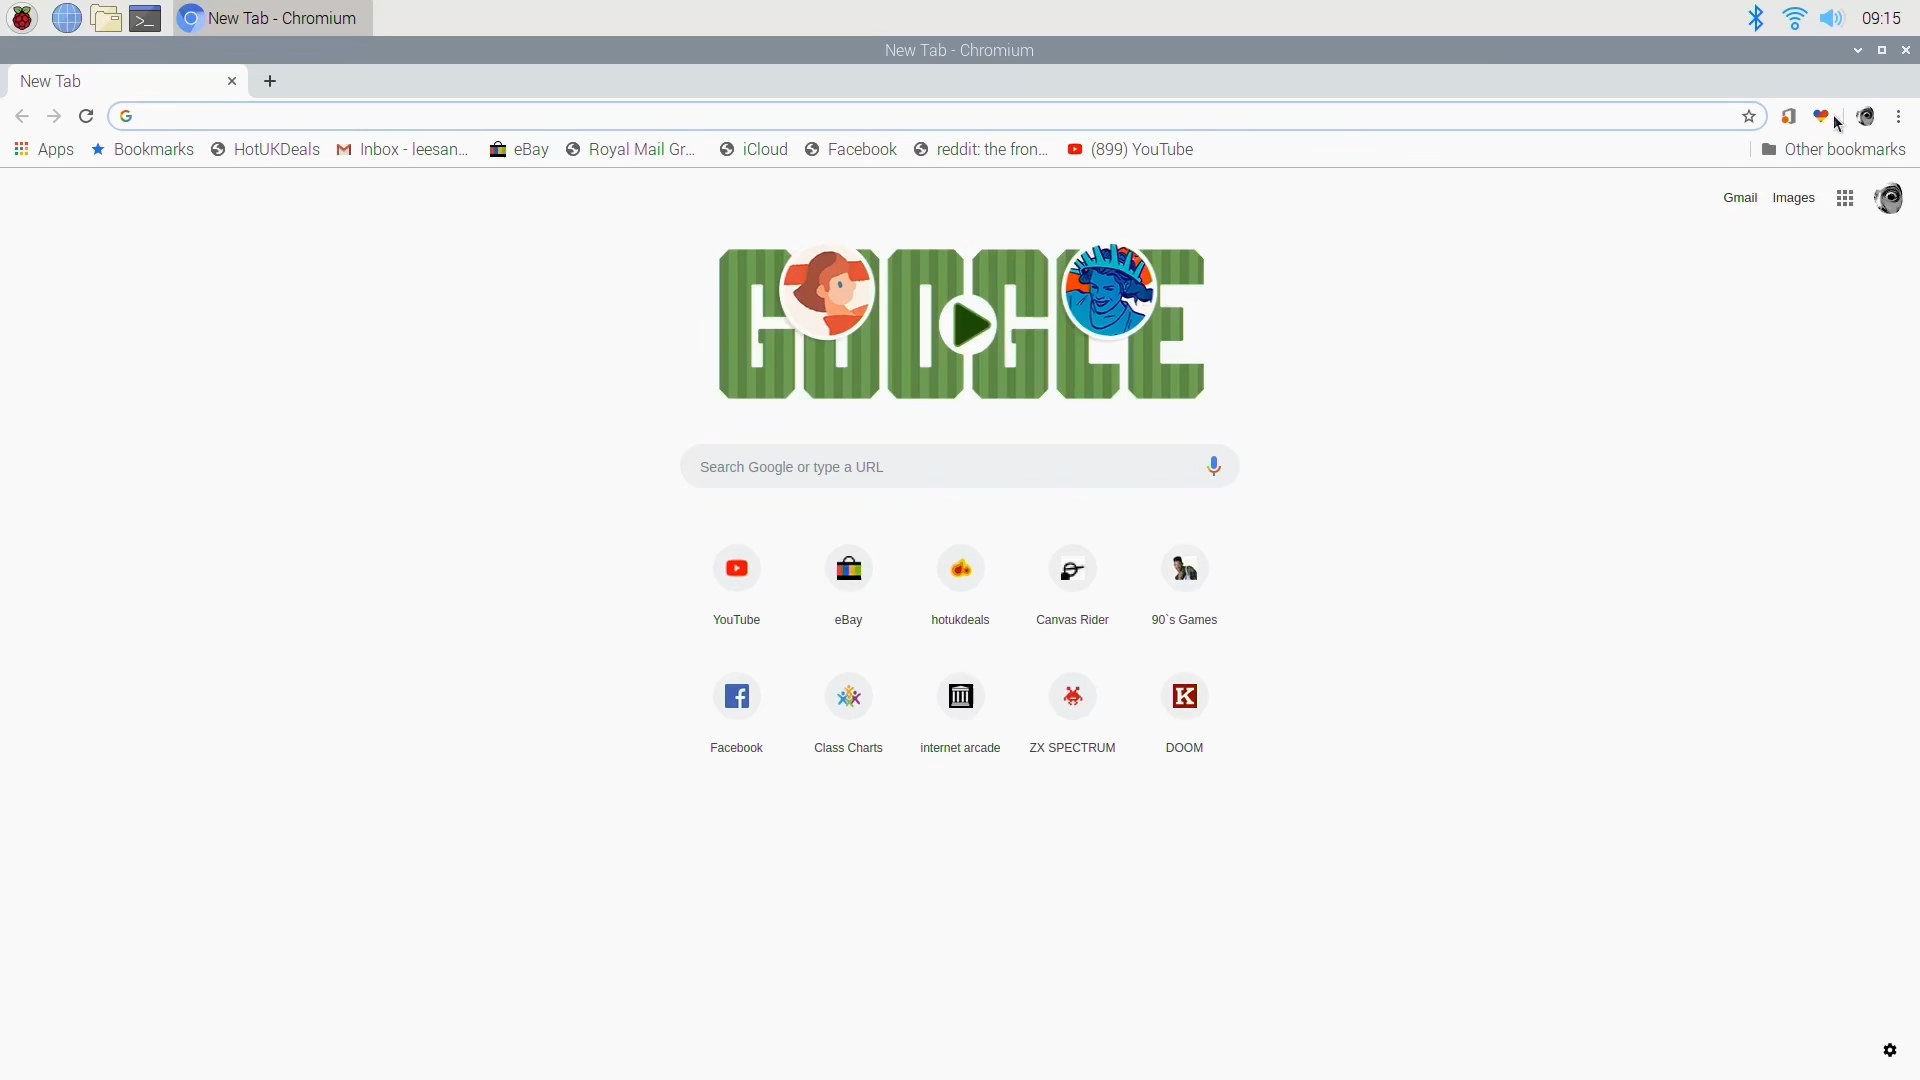 New Tab - Chromium
09:15
New Tab - Chromium
New Tab
Apps
Bookmarks
HotUKDeals
Inbox - leesan...
eBay
Royal Mail Gr...
iCloud
Facebook
reddit: the fron...
(899) YouTube
Other bookmarks
Gmail
Images
GOOGLE
Search Google or type a URL
YouTube
eBay
hotukdeals
Canvas Rider
90`s Games
K
Facebook
Class Charts
internet arcade
ZX SPECTRUM
DOOM